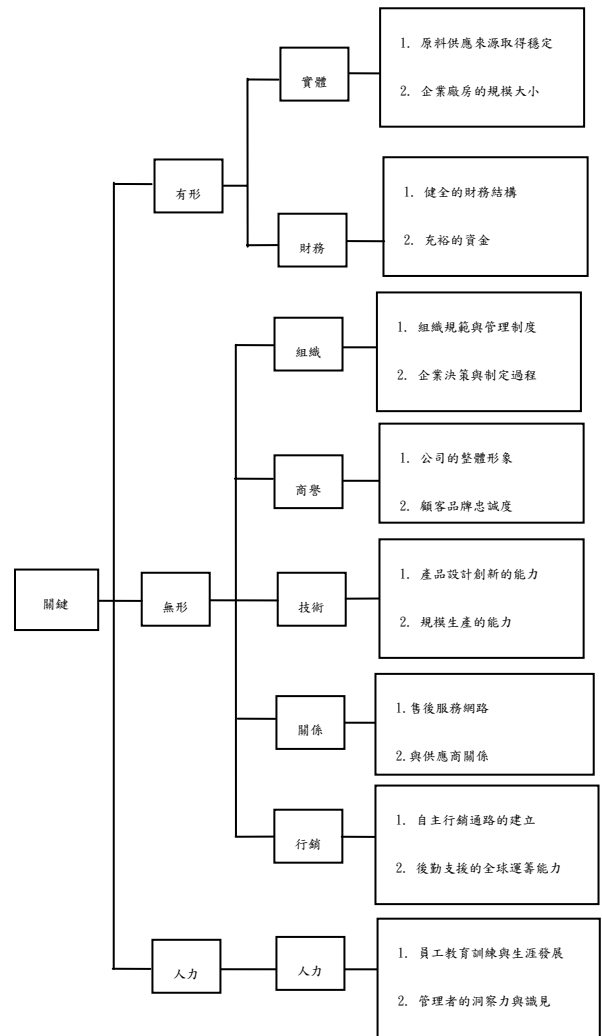 關鍵
有形
實體
1. 原料供應來源取得穩定
2. 企業廠房的規模大小
財務
1. 健全的財務結構
2. 充裕的資金
無形
組織
1. 組織規範與管理制度
2. 企業決策與制定過程
商譽
1. 公司的整體形象
2. 顧客品牌忠誠度
技術
1. 產品設計創新的能力
2. 規模生產的能力
關係
1.售後服務網路
2.與供應商關係
行銷
1. 自主行銷通路的建立
2. 後勤支援的全球運籌能力
人力
人力
1. 員工教育訓練與生涯發展
2. 管理者的洞察力與識見